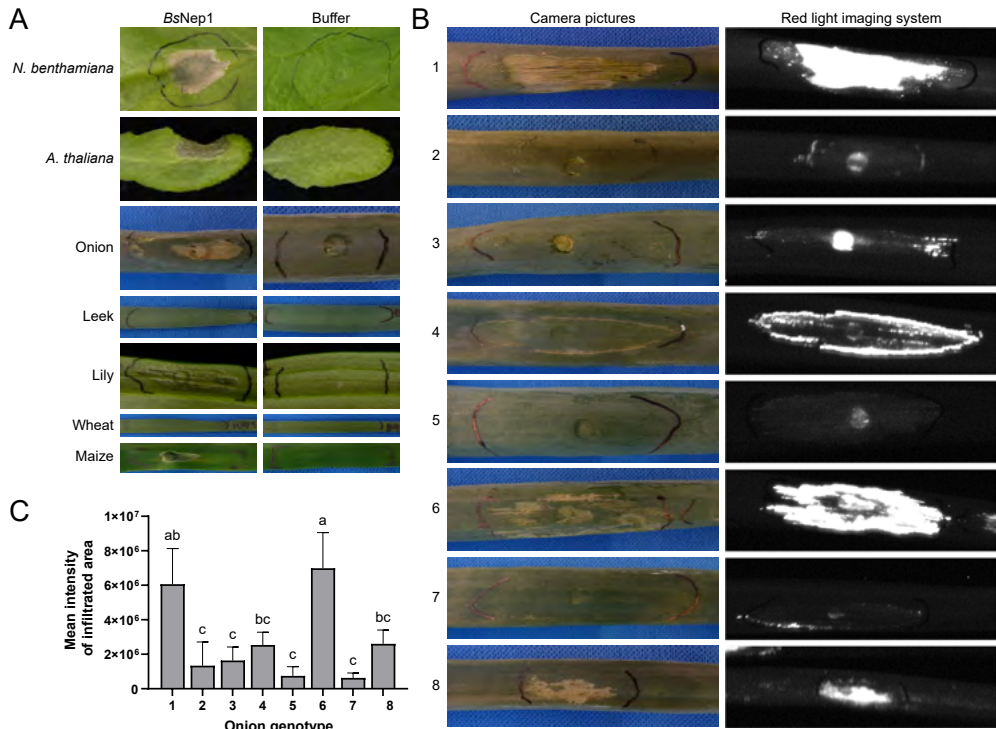 A
BsNep1 Buffer
N. benthamiana
A. thaliana
Onion
Leek
Lily
Wheat
Maize
B
Camera pictures Red light imaging system
1
2
3
4
5
6
7
8
C
Mean intensity
of infiltrated area
1×10⁷
8×10⁶
6×10⁶
4×10⁶
2×10⁶
0
ab c c bc c a c bc
1 2 3 4 5 6 7 8
Onion genotype